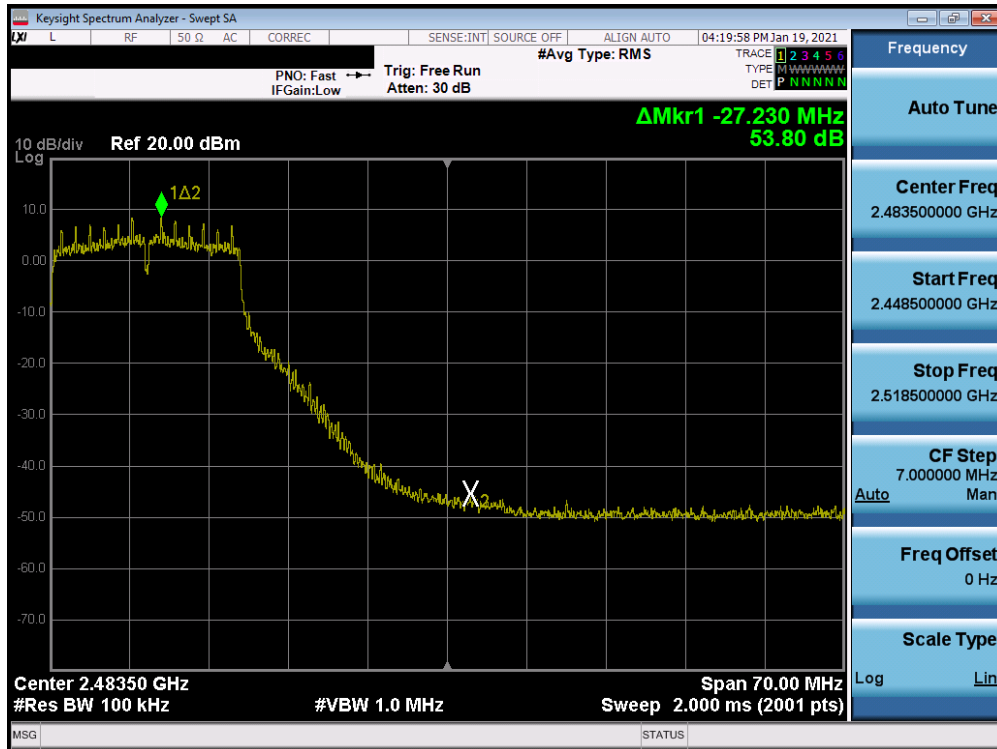 Keysight Spectrum Analyzer - Swept SA
LXI L RF 50 Ω AC CORREC SENSE:INT SOURCE OFF ALIGN AUTO 04:19:58 PM Jan 19, 2021
#Avg Type: RMS
TRACE 1 2 3 4 5 6
PNO: Fast Trig: Free Run TYPE M WWWWW
IFGain:Low Atten: 30 dB DET P N N N N N
ΔMkr1 -27.230 MHz
53.80 dB
10 dB/div Ref 20.00 dBm
Log
1Δ2
10.0
0.00
-10.0
-20.0
-30.0
-40.0
X2
-50.0
-60.0
-70.0
Center 2.48350 GHz Span 70.00 MHz
#Res BW 100 kHz #VBW 1.0 MHz Sweep 2.000 ms (2001 pts)
MSG STATUS
Frequency
Auto Tune
Center Freq
2.483500000 GHz
Start Freq
2.448500000 GHz
Stop Freq
2.518500000 GHz
CF Step
7.000000 MHz
Auto Man
Freq Offset
0 Hz
Scale Type
Log Lin